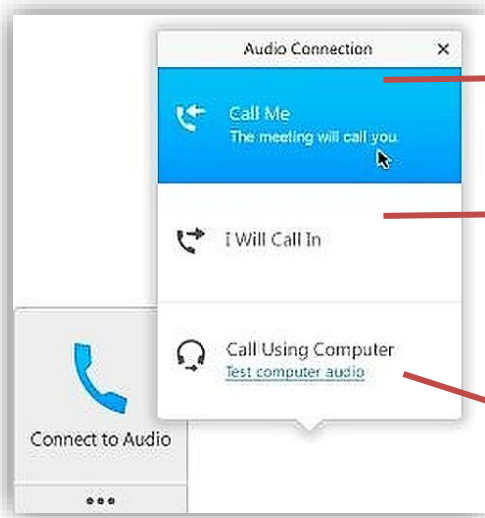 Audio Connection
Call Me
The meeting will call you.
I Will Call In
Call Using Computer
Test computer audio
Connect to Audio